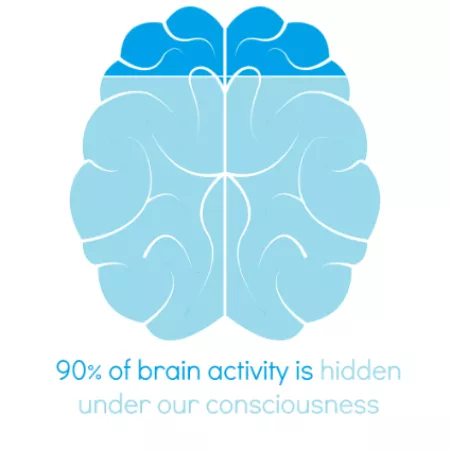 90% of brain activity is hidden
under our consciousness